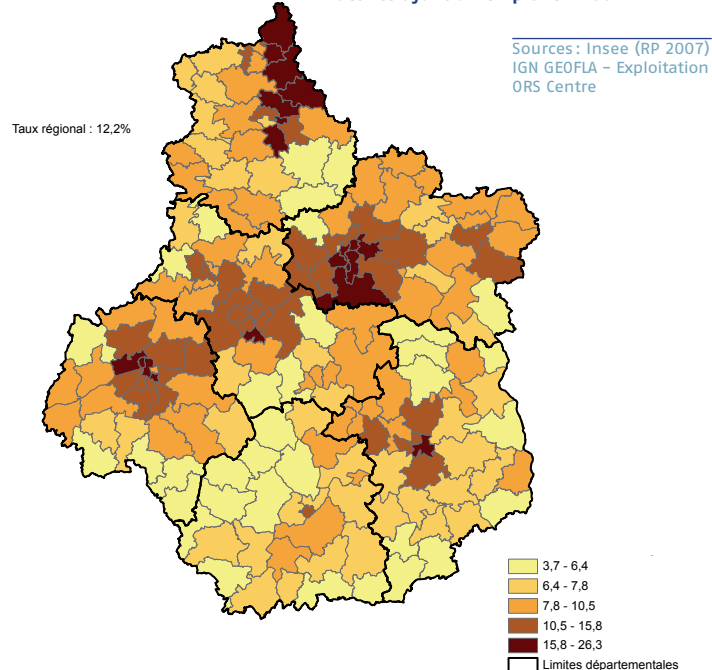 Sources : Insee (RP 2007)
IGN GEOFLA – Exploitation
ORS Centre
Taux régional : 12,2%
3,7 - 6,4
6,4 - 7,8
7,8 - 10,5
10,5 - 15,8
15,8 - 26,3
Limites départementales